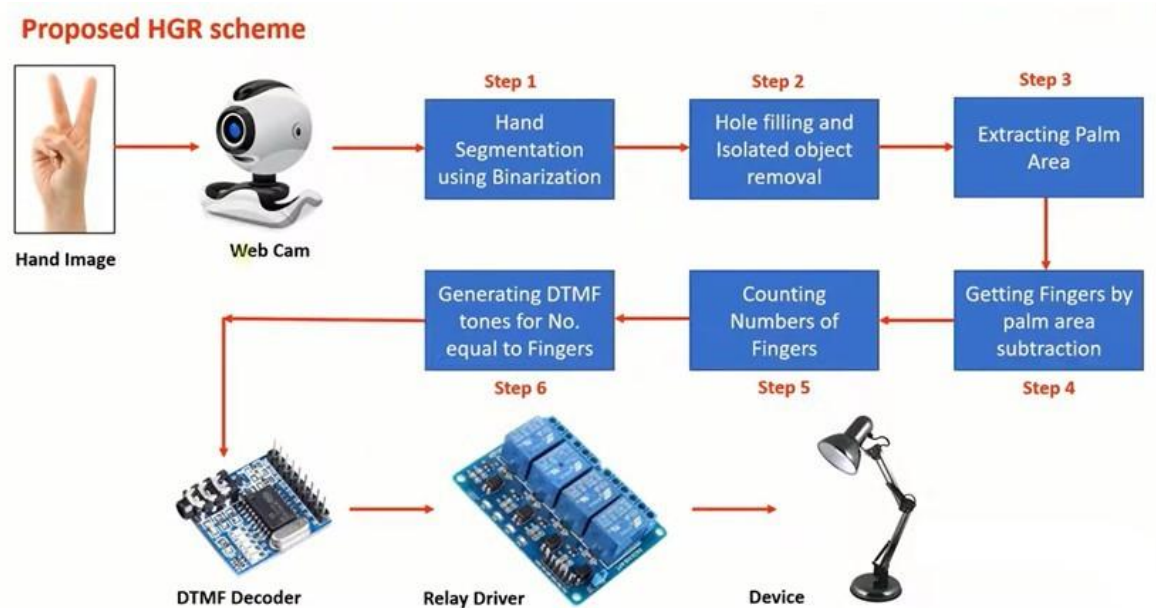 Proposed HGR scheme
Step 1
Step 2
Step 3
Hand
Segmentation
using Binarization
Hole filling and
Isolated object
removal
Extracting Palm
Area
Hand Image
Web Cam
Generating DTMF
tones for No.
equal to Fingers
Counting
Numbers of
Fingers
Getting Fingers by
palm area
subtraction
Step 6
Step 5
Step 4
DTMF Decoder
Relay Driver
Device